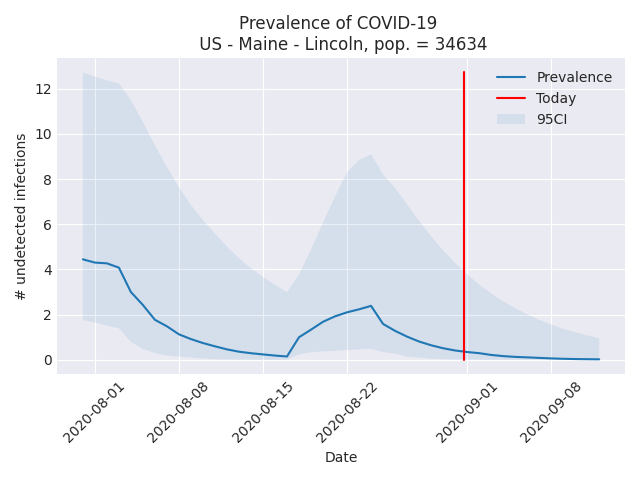 Prevalence of COVID-19
US - Maine - Lincoln, pop. = 34634
Prevalence
Today
95CI
# undetected infections
12
10
8
6
4
2
0
2020-08-01
2020-08-08
2020-08-15
2020-08-22
2020-09-01
2020-09-08
Date